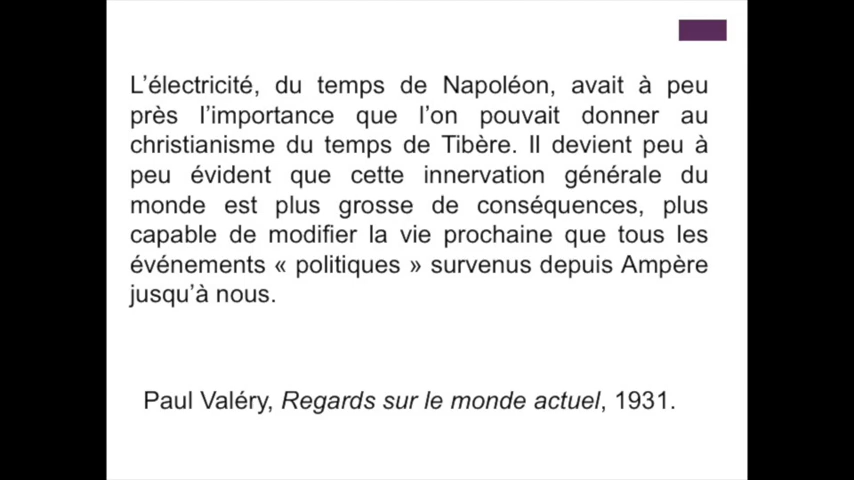 L’électricité, du temps de Napoléon, avait à peu
près l’importance que l’on pouvait donner au
christianisme du temps de Tibère. Il devient peu à
peu évident que cette innervation générale du
monde est plus grosse de conséquences, plus
capable de modifier la vie prochaine que tous les
événements « politiques » survenus depuis Ampère
jusqu’à nous.
Paul Valéry, Regards sur le monde actuel, 1931.